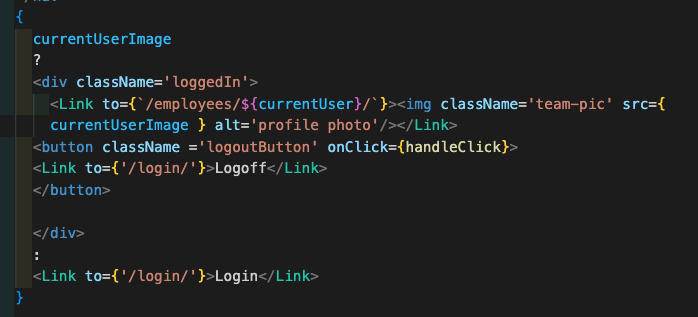 {
currentUserImage
?
<div className='loggedIn'>
<Link to={`/employees/${currentUser}/`}><img className='team-pic' src={
currentUserImage } alt='profile photo'/></Link>
<button className ='logoutButton' onClick={handleClick}>
<Link to={'/login/'}>Logoff</Link>
</button>
</div>
:
<Link to={'/login/'}>Login</Link>
}